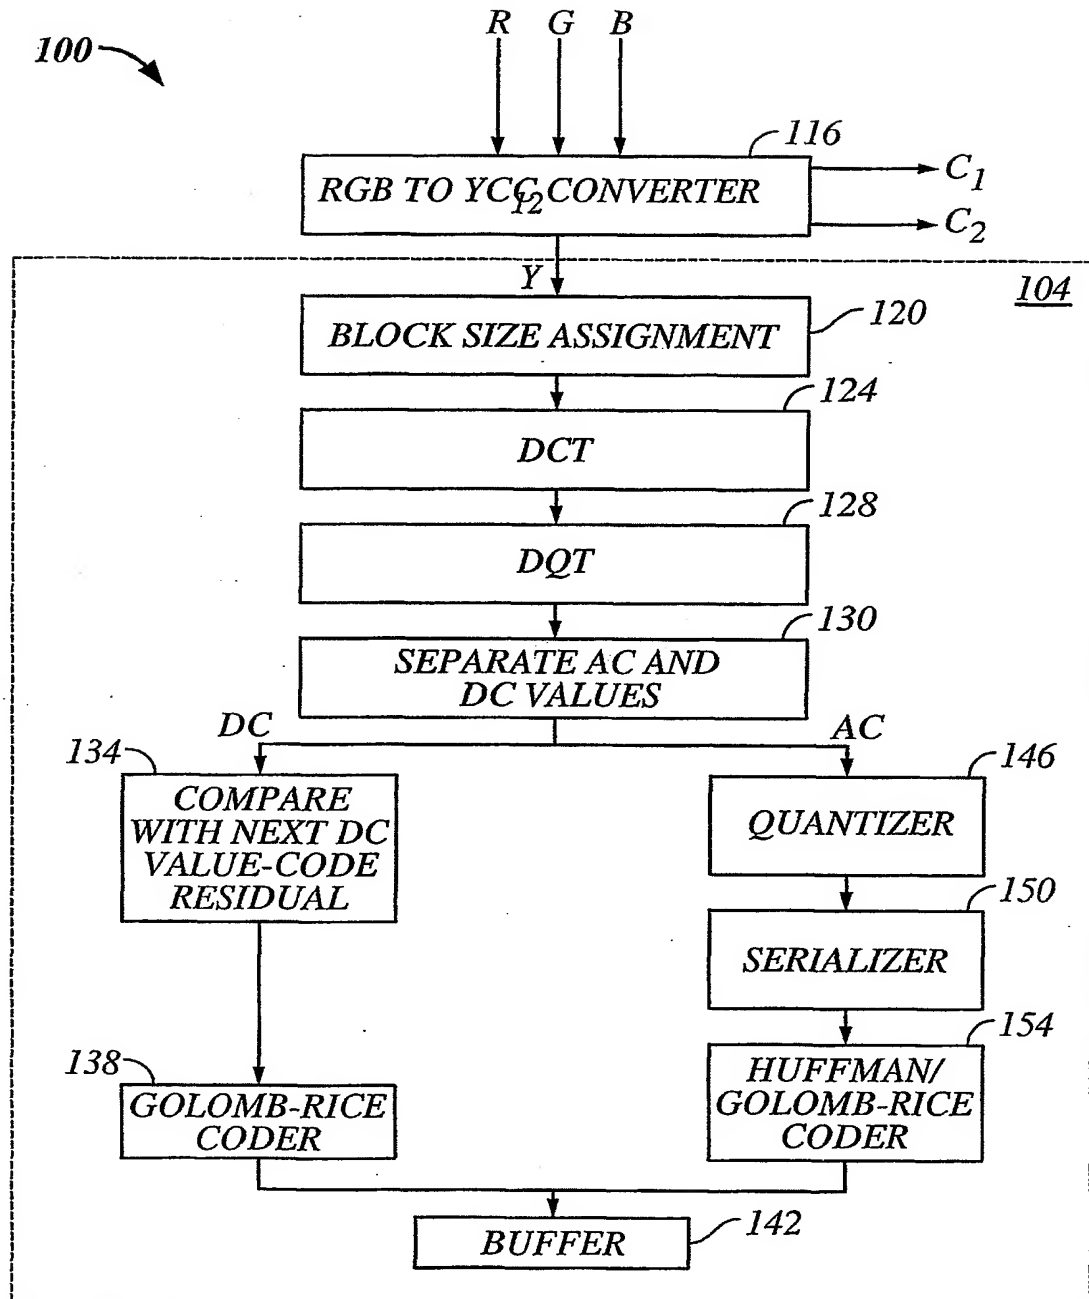 R G B
100
116
RGB TO YCC12 CONVERTER
C1
C2
Y
104
BLOCK SIZE ASSIGNMENT
120
124
DCT
128
DQT
130
SEPARATE AC AND
DC VALUES
DC
AC
134
146
COMPARE
WITH NEXT DC
VALUE-CODE
RESIDUAL
QUANTIZER
150
SERIALIZER
154
138
GOLOMB-RICE
CODER
HUFFMAN/
GOLOMB-RICE
CODER
142
BUFFER